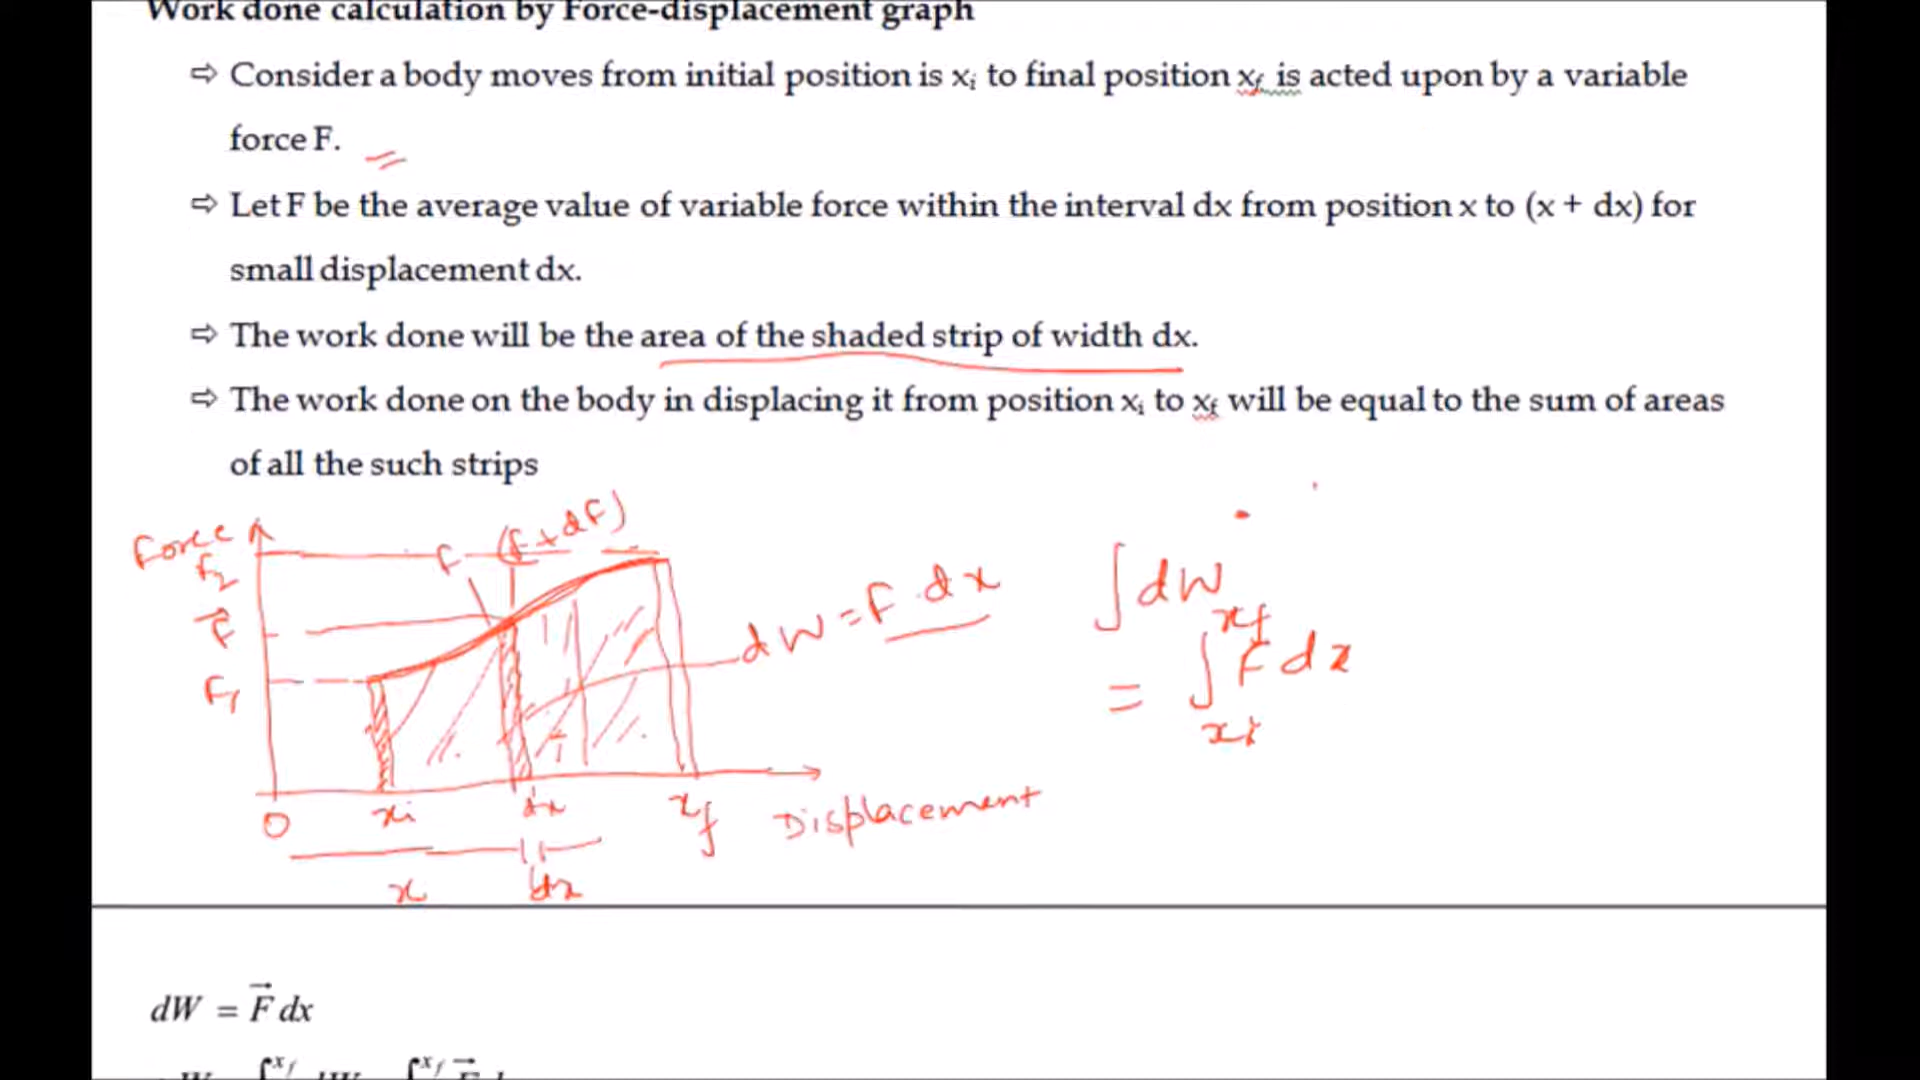 Work done calculation by Force-displacement graph
⇨ Consider a body moves from initial position is xᵢ to final position x_f is acted upon by a variable
force F.
⇨ Let F be the average value of variable force within the interval dx from position x to (x + dx) for
small displacement dx.
⇨ The work done will be the area of the shaded strip of width dx.
⇨ The work done on the body in displacing it from position xᵢ to x_f will be equal to the sum of areas
of all the such strips
Force
F₂
F (F+dF)
F⃗
F₁
dW = F.dx
∫dW
= ∫_{xi}^{xf} F dx
O xi dx xf Displacement
x dx
dW = F⃗ dx